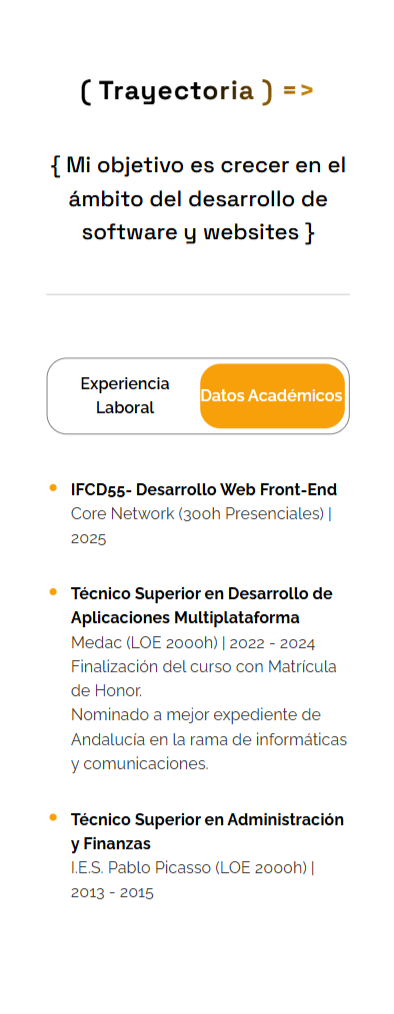 ( Trayectoria ) =>
{ Mi objetivo es crecer en el
ámbito del desarrollo de
software y websites }
Experiencia
Laboral
Datos Académicos
IFCD55- Desarrollo Web Front-End
Core Network (300h Presenciales) |
2025
Técnico Superior en Desarrollo de
Aplicaciones Multiplataforma
Medac (LOE 2000h) | 2022 - 2024
Finalización del curso con Matrícula
de Honor.
Nominado a mejor expediente de
Andalucía en la rama de informáticas
y comunicaciones.
Técnico Superior en Administración
y Finanzas
I.E.S. Pablo Picasso (LOE 2000h) |
2013 - 2015